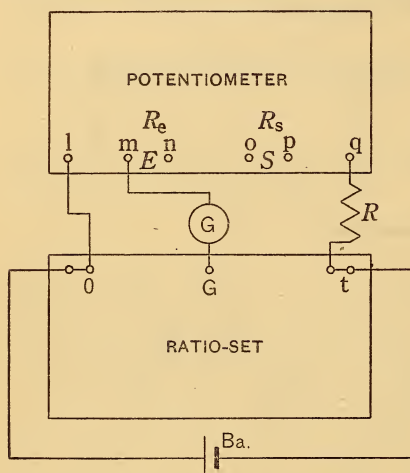 POTENTIOMETER
Re Rs
l m E n o S p q
G R
0 G t
RATIO-SET
Ba.